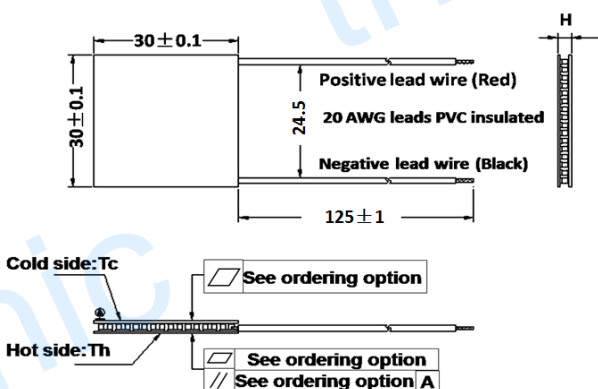 30±0.1
H
30±0.1
Positive lead wire (Red)
24.5
20 AWG leads PVC insulated
Negative lead wire (Black)
125±1
Cold side:Tc
See ordering option
Hot side:Th
See ordering option
// See ordering option A